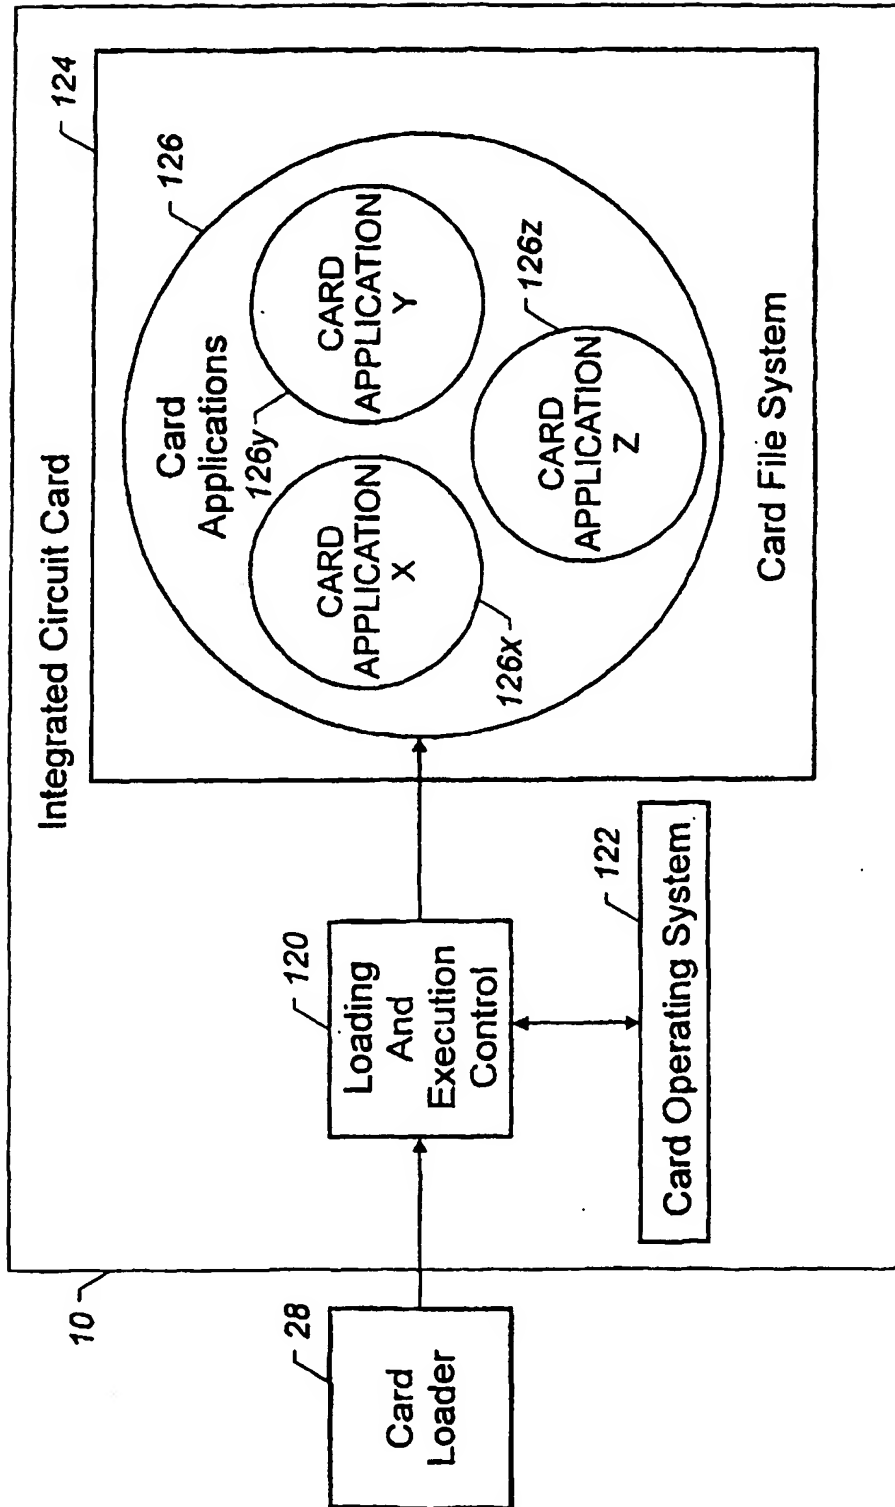 Integrated Circuit Card
10
28
Card
Loader
120
Loading
And
Execution
Control
122
Card Operating System
124
126
Card
Applications
126x
CARD
APPLICATION
X
126y
CARD
APPLICATION
Y
126z
CARD
APPLICATION
Z
Card File System